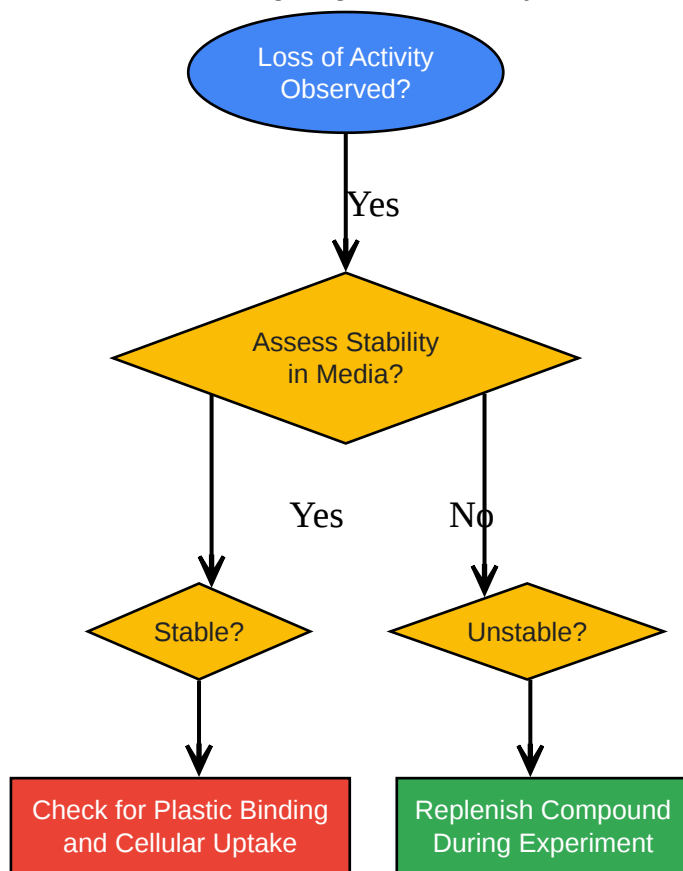 Loss of Activity
Observed?
Yes
Assess Stability
in Media?
Yes
No
Stable?
Unstable?
Check for Plastic Binding
and Cellular Uptake
Replenish Compound
During Experiment